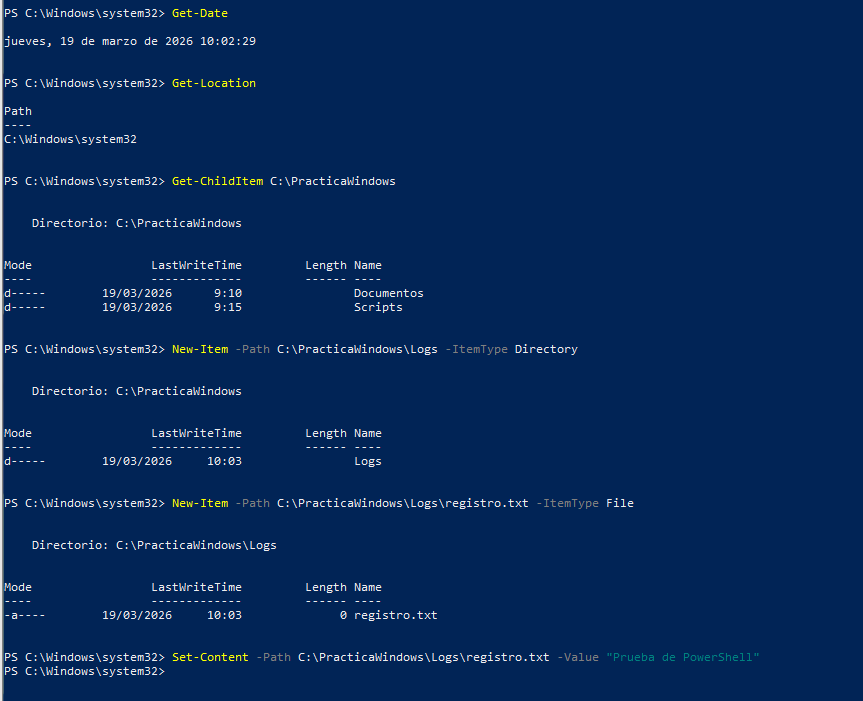 PS C:\Windows\system32> Get-Date
jueves, 19 de marzo de 2026 10:02:29
PS C:\Windows\system32> Get-Location
Path
----
C:\Windows\system32
PS C:\Windows\system32> Get-ChildItem C:\PracticaWindows
    Directorio: C:\PracticaWindows
Mode                 LastWriteTime         Length Name
----                 -------------         ------ ----
d-----        19/03/2026      9:10                Documentos
d-----        19/03/2026      9:15                Scripts
PS C:\Windows\system32> New-Item -Path C:\PracticaWindows\Logs -ItemType Directory
    Directorio: C:\PracticaWindows
Mode                 LastWriteTime         Length Name
----                 -------------         ------ ----
d-----        19/03/2026     10:03                Logs
PS C:\Windows\system32> New-Item -Path C:\PracticaWindows\Logs\registro.txt -ItemType File
    Directorio: C:\PracticaWindows\Logs
Mode                 LastWriteTime         Length Name
----                 -------------         ------ ----
-a----        19/03/2026     10:03              0 registro.txt
PS C:\Windows\system32> Set-Content -Path C:\PracticaWindows\Logs\registro.txt -Value "Prueba de PowerShell"
PS C:\Windows\system32>